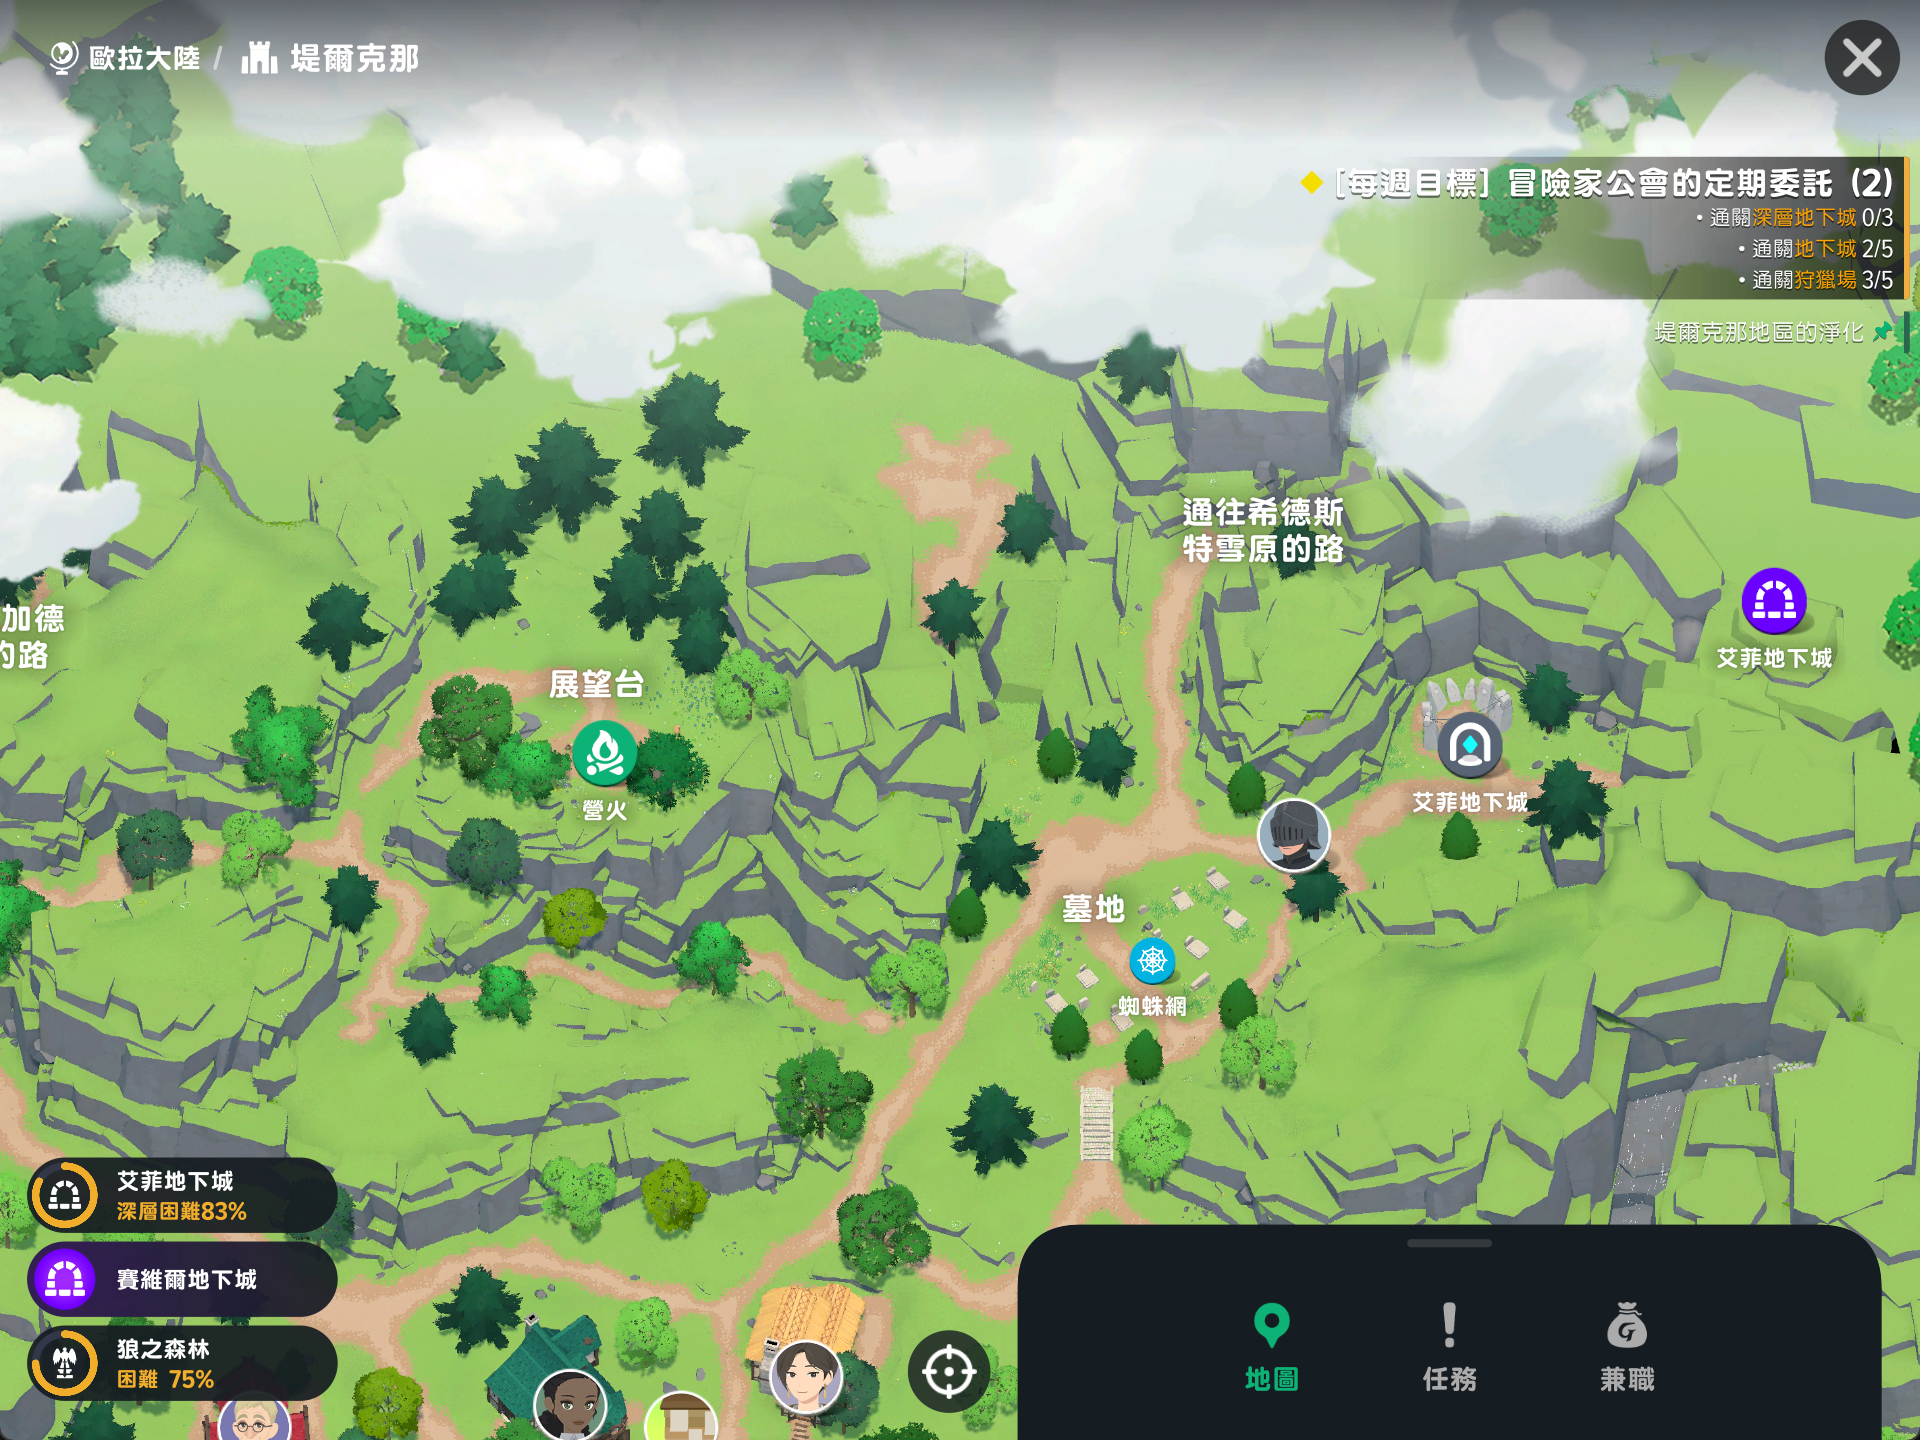 歐拉大陸 / 堤爾克那
[每週目標] 冒險家公會的定期委託 (2)
• 通關深層地下城 0/3
• 通關地下城 2/5
• 通關狩獵場 3/5
堤爾克那地區的淨化
通往希德斯
特雪原的路
加德
的路
艾菲地下城
展望台
營火
艾菲地下城
墓地
蜘蛛網
艾菲地下城
深層困難83%
賽維爾地下城
狼之森林
困難 75%
地圖
任務
兼職